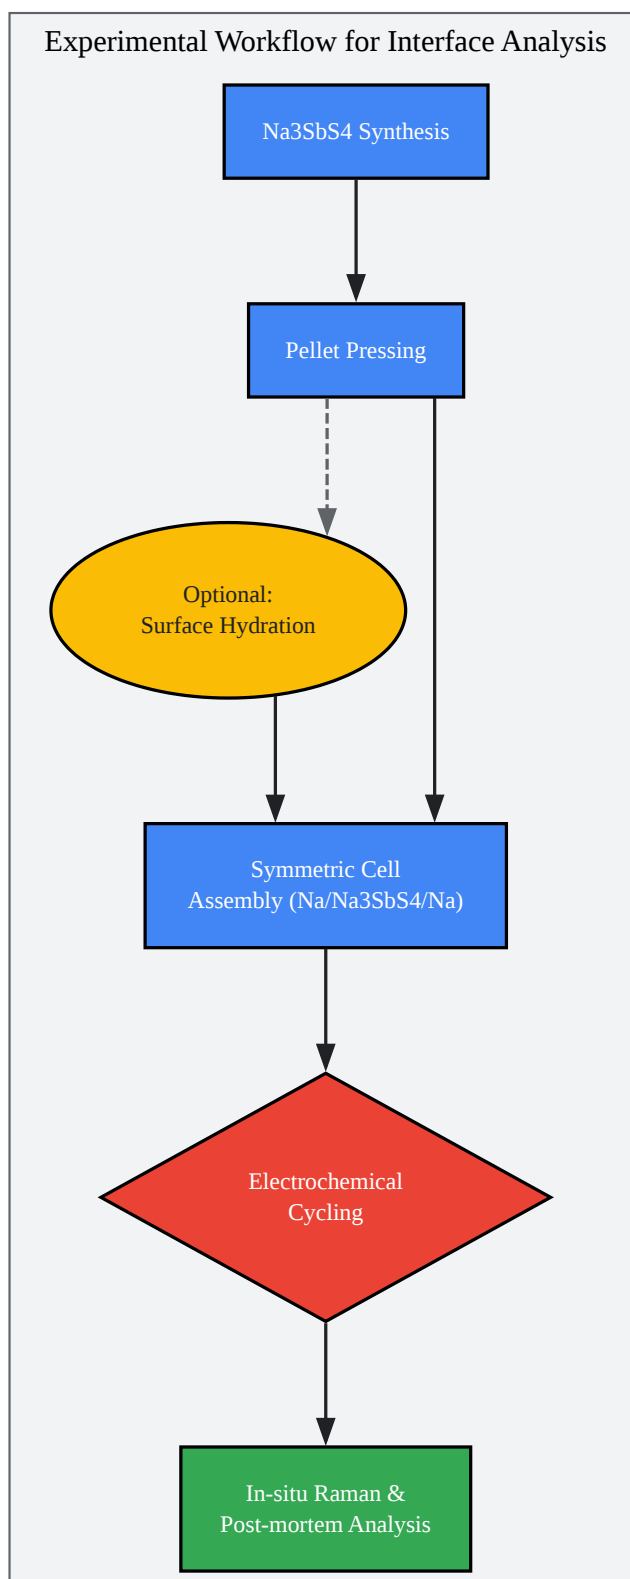 Experimental Workflow for Interface Analysis
Na3SbS4 Synthesis
Pellet Pressing
Optional:
Surface Hydration
Symmetric Cell
Assembly (Na/Na3SbS4/Na)
Electrochemical
Cycling
In-situ Raman &
Post-mortem Analysis